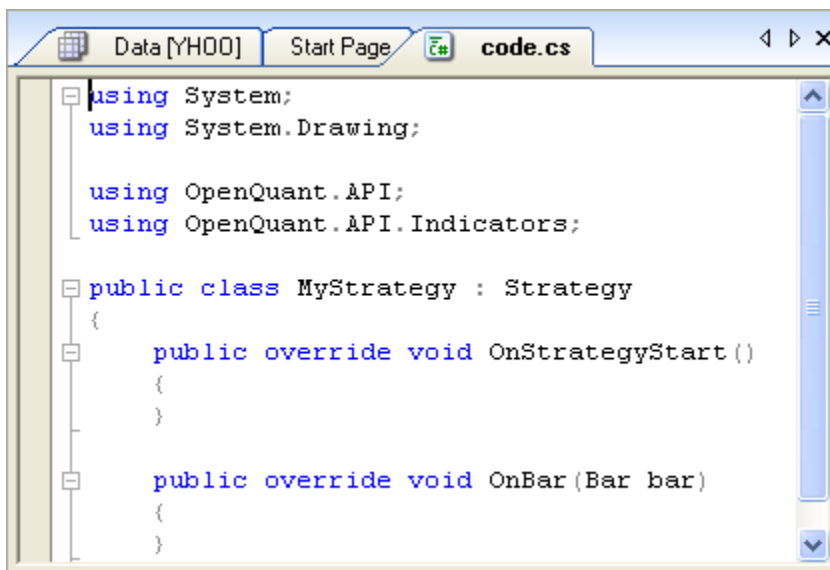 Data [YHOO] Start Page C# code.cs
using System;
using System.Drawing;
using OpenQuant.API;
using OpenQuant.API.Indicators;
public class MyStrategy : Strategy
{
public override void OnStrategyStart()
{
}
public override void OnBar(Bar bar)
{
}